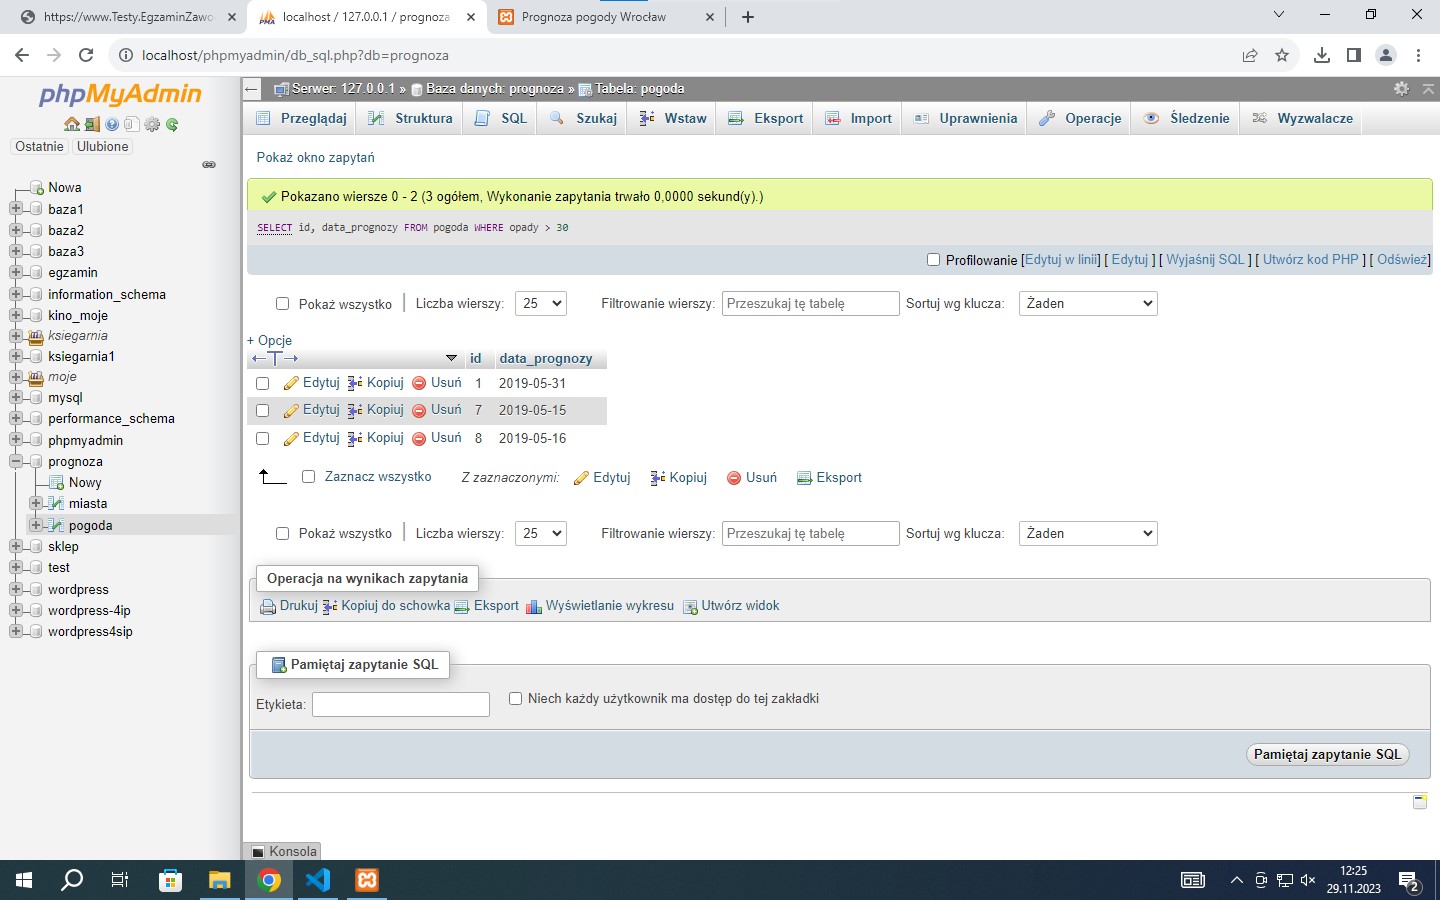 https://www.Testy.EgzaminZawo
localhost / 127.0.0.1 / prognoza
Prognoza pogody Wrocław
localhost/phpmyadmin/db_sql.php?db=prognoza
phpMyAdmin
Ostatnie Ulubione
Nowa
baza1
baza2
baza3
egzamin
information_schema
kino_moje
ksiegarnia
ksiegarnia1
moje
mysql
performance_schema
phpmyadmin
prognoza
Nowy
miasta
pogoda
sklep
test
wordpress
wordpress-4ip
wordpress4sip
Serwer: 127.0.0.1 » Baza danych: prognoza » Tabela: pogoda
Przeglądaj Struktura SQL Szukaj Wstaw Eksport Import Uprawnienia Operacje Śledzenie Wyzwalacze
Pokaż okno zapytań
Pokazano wiersze 0 - 2 (3 ogółem, Wykonanie zapytania trwało 0,0000 sekund(y).)
SELECT id, data_prognozy FROM pogoda WHERE opady > 30
Profilowanie [Edytuj w linii] [ Edytuj ] [ Wyjaśnij SQL ] [ Utwórz kod PHP ] [ Odśwież]
Pokaż wszystko | Liczba wierszy: 25 Filtrowanie wierszy: Przeszukaj tę tabelę Sortuj wg klucza: Żaden
+ Opcje
←T→ id data_prognozy
Edytuj Kopiuj Usuń 1 2019-05-31
Edytuj Kopiuj Usuń 7 2019-05-15
Edytuj Kopiuj Usuń 8 2019-05-16
Zaznacz wszystko Z zaznaczonymi: Edytuj Kopiuj Usuń Eksport
Pokaż wszystko | Liczba wierszy: 25 Filtrowanie wierszy: Przeszukaj tę tabelę Sortuj wg klucza: Żaden
Operacja na wynikach zapytania
Drukuj Kopiuj do schowka Eksport Wyświetlanie wykresu Utwórz widok
Pamiętaj zapytanie SQL
Etykieta: Niech każdy użytkownik ma dostęp do tej zakładki
Pamiętaj zapytanie SQL
Konsola
12:25
29.11.2023
2